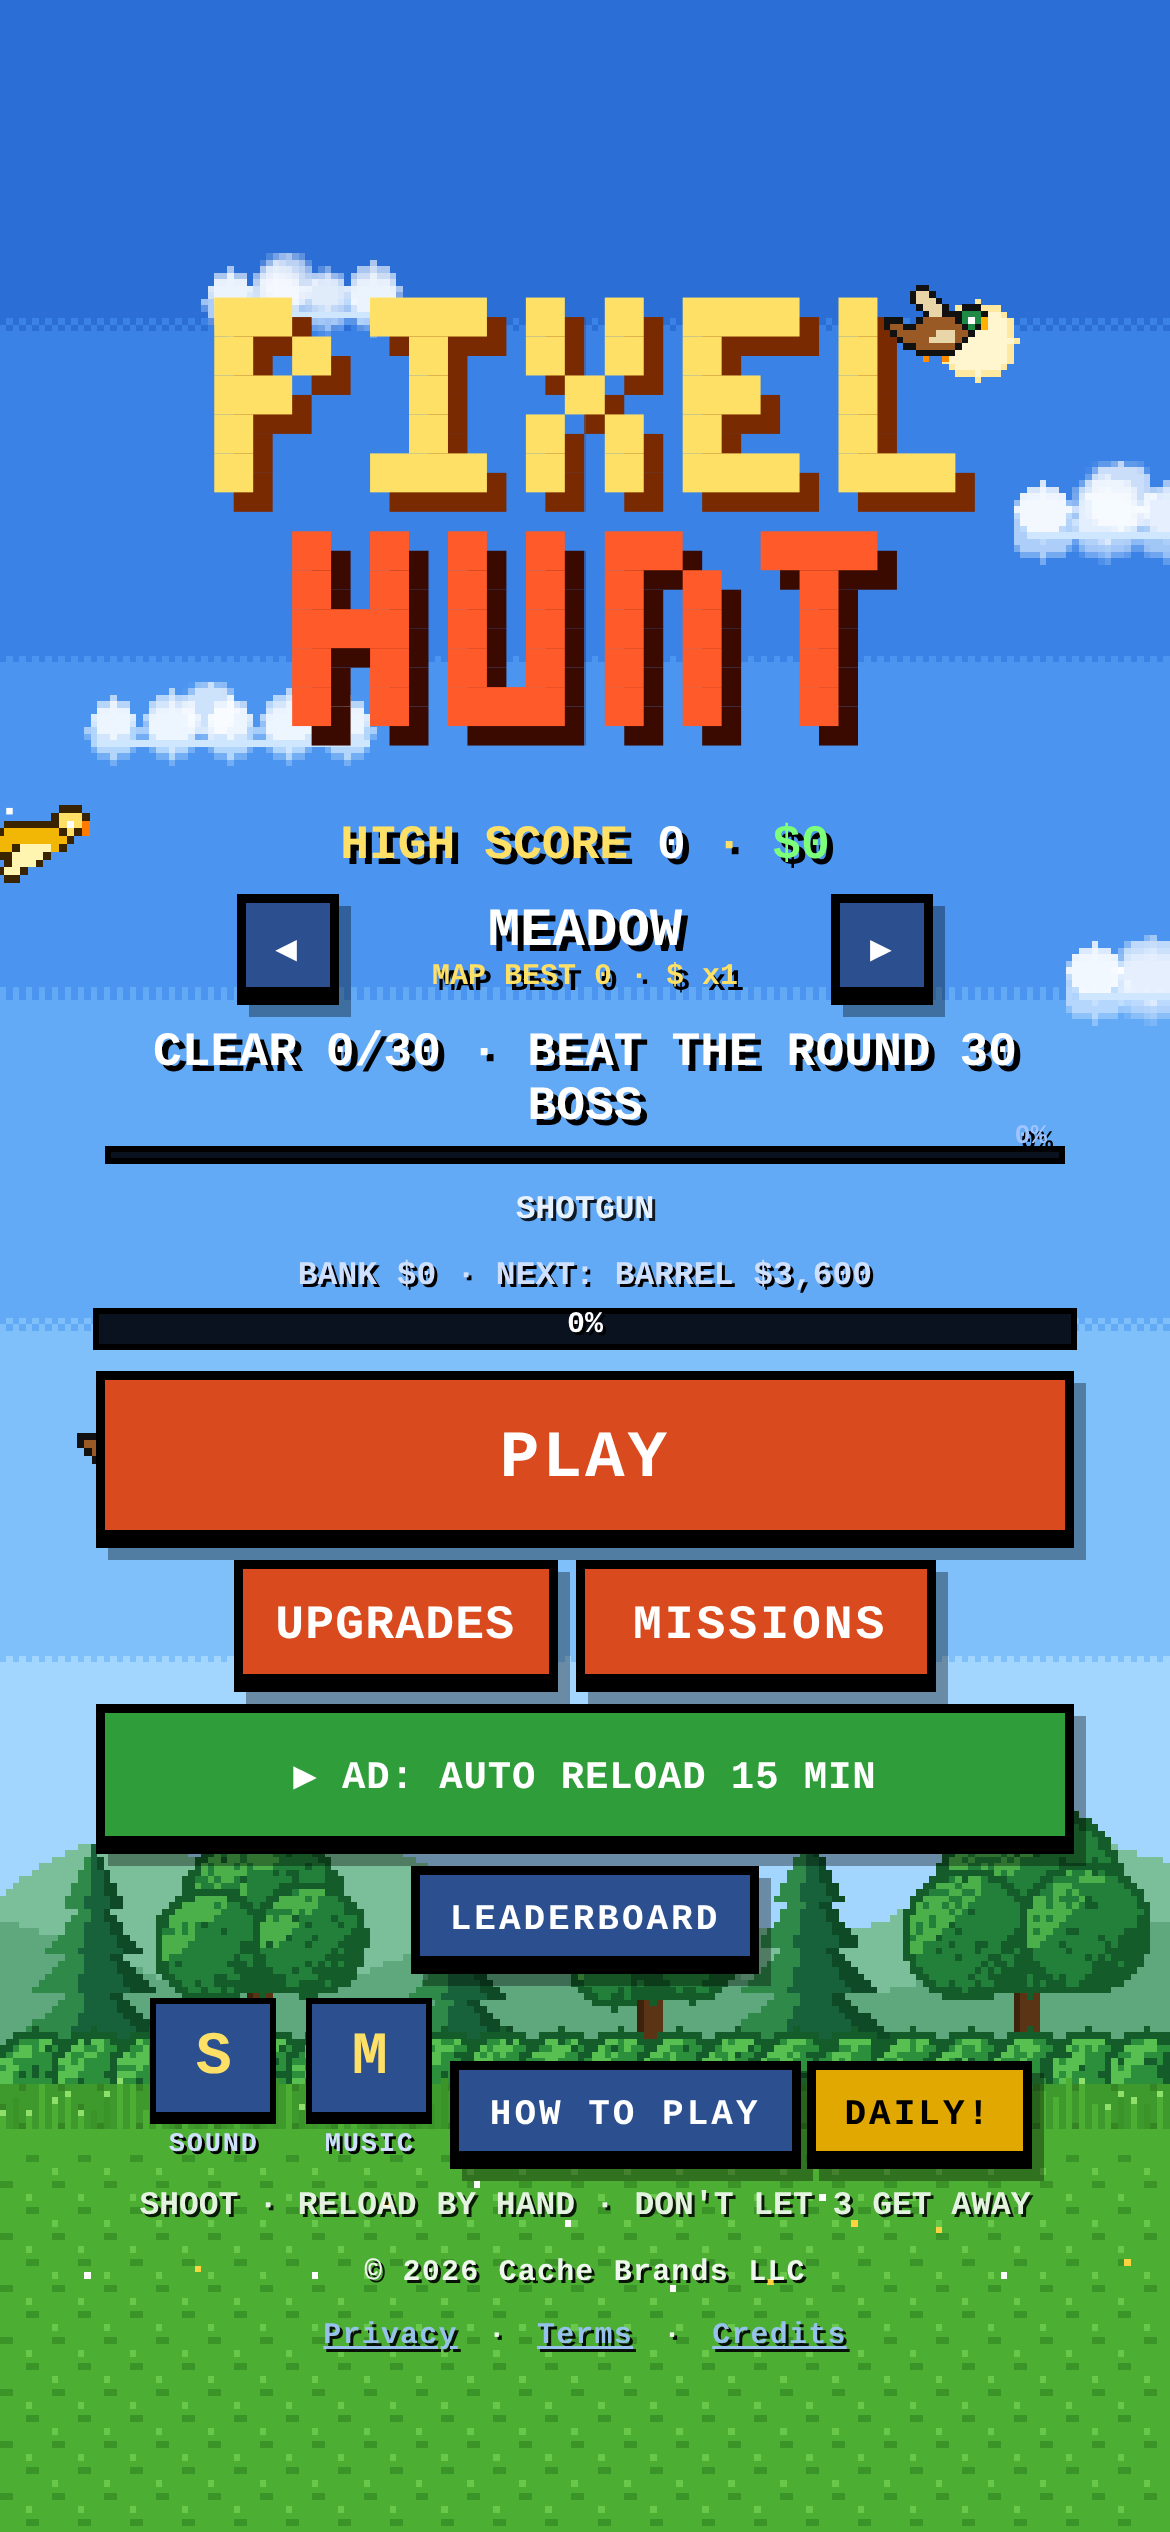 PIXEL
HUNT
HIGH SCORE 0 · $0
◀ MEADOW ▶
MAP BEST 0 · $ x1
CLEAR 0/30 · BEAT THE ROUND 30
BOSS
0%
SHOTGUN
BANK $0 · NEXT: BARREL $3,600
0%
PLAY
UPGRADES MISSIONS
▶ AD: AUTO RELOAD 15 MIN
LEADERBOARD
S M
HOW TO PLAY DAILY!
SOUND MUSIC
SHOOT · RELOAD BY HAND · DON'T LET 3 GET AWAY
© 2026 Cache Brands LLC
Privacy · Terms · Credits